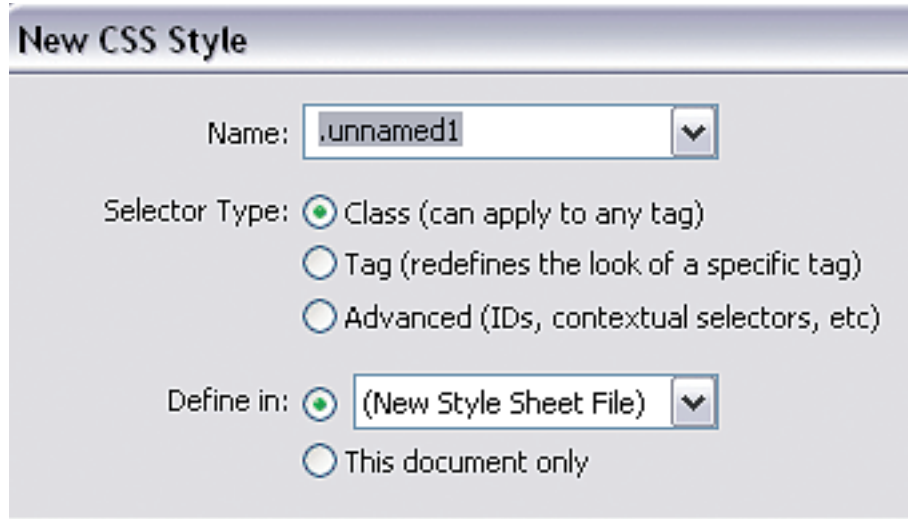 New CSS Style
Name: .unnamed1
Selector Type: Class (can apply to any tag)
Tag (redefines the look of a specific tag)
Advanced (IDs, contextual selectors, etc)
Define in: (New Style Sheet File)
This document only